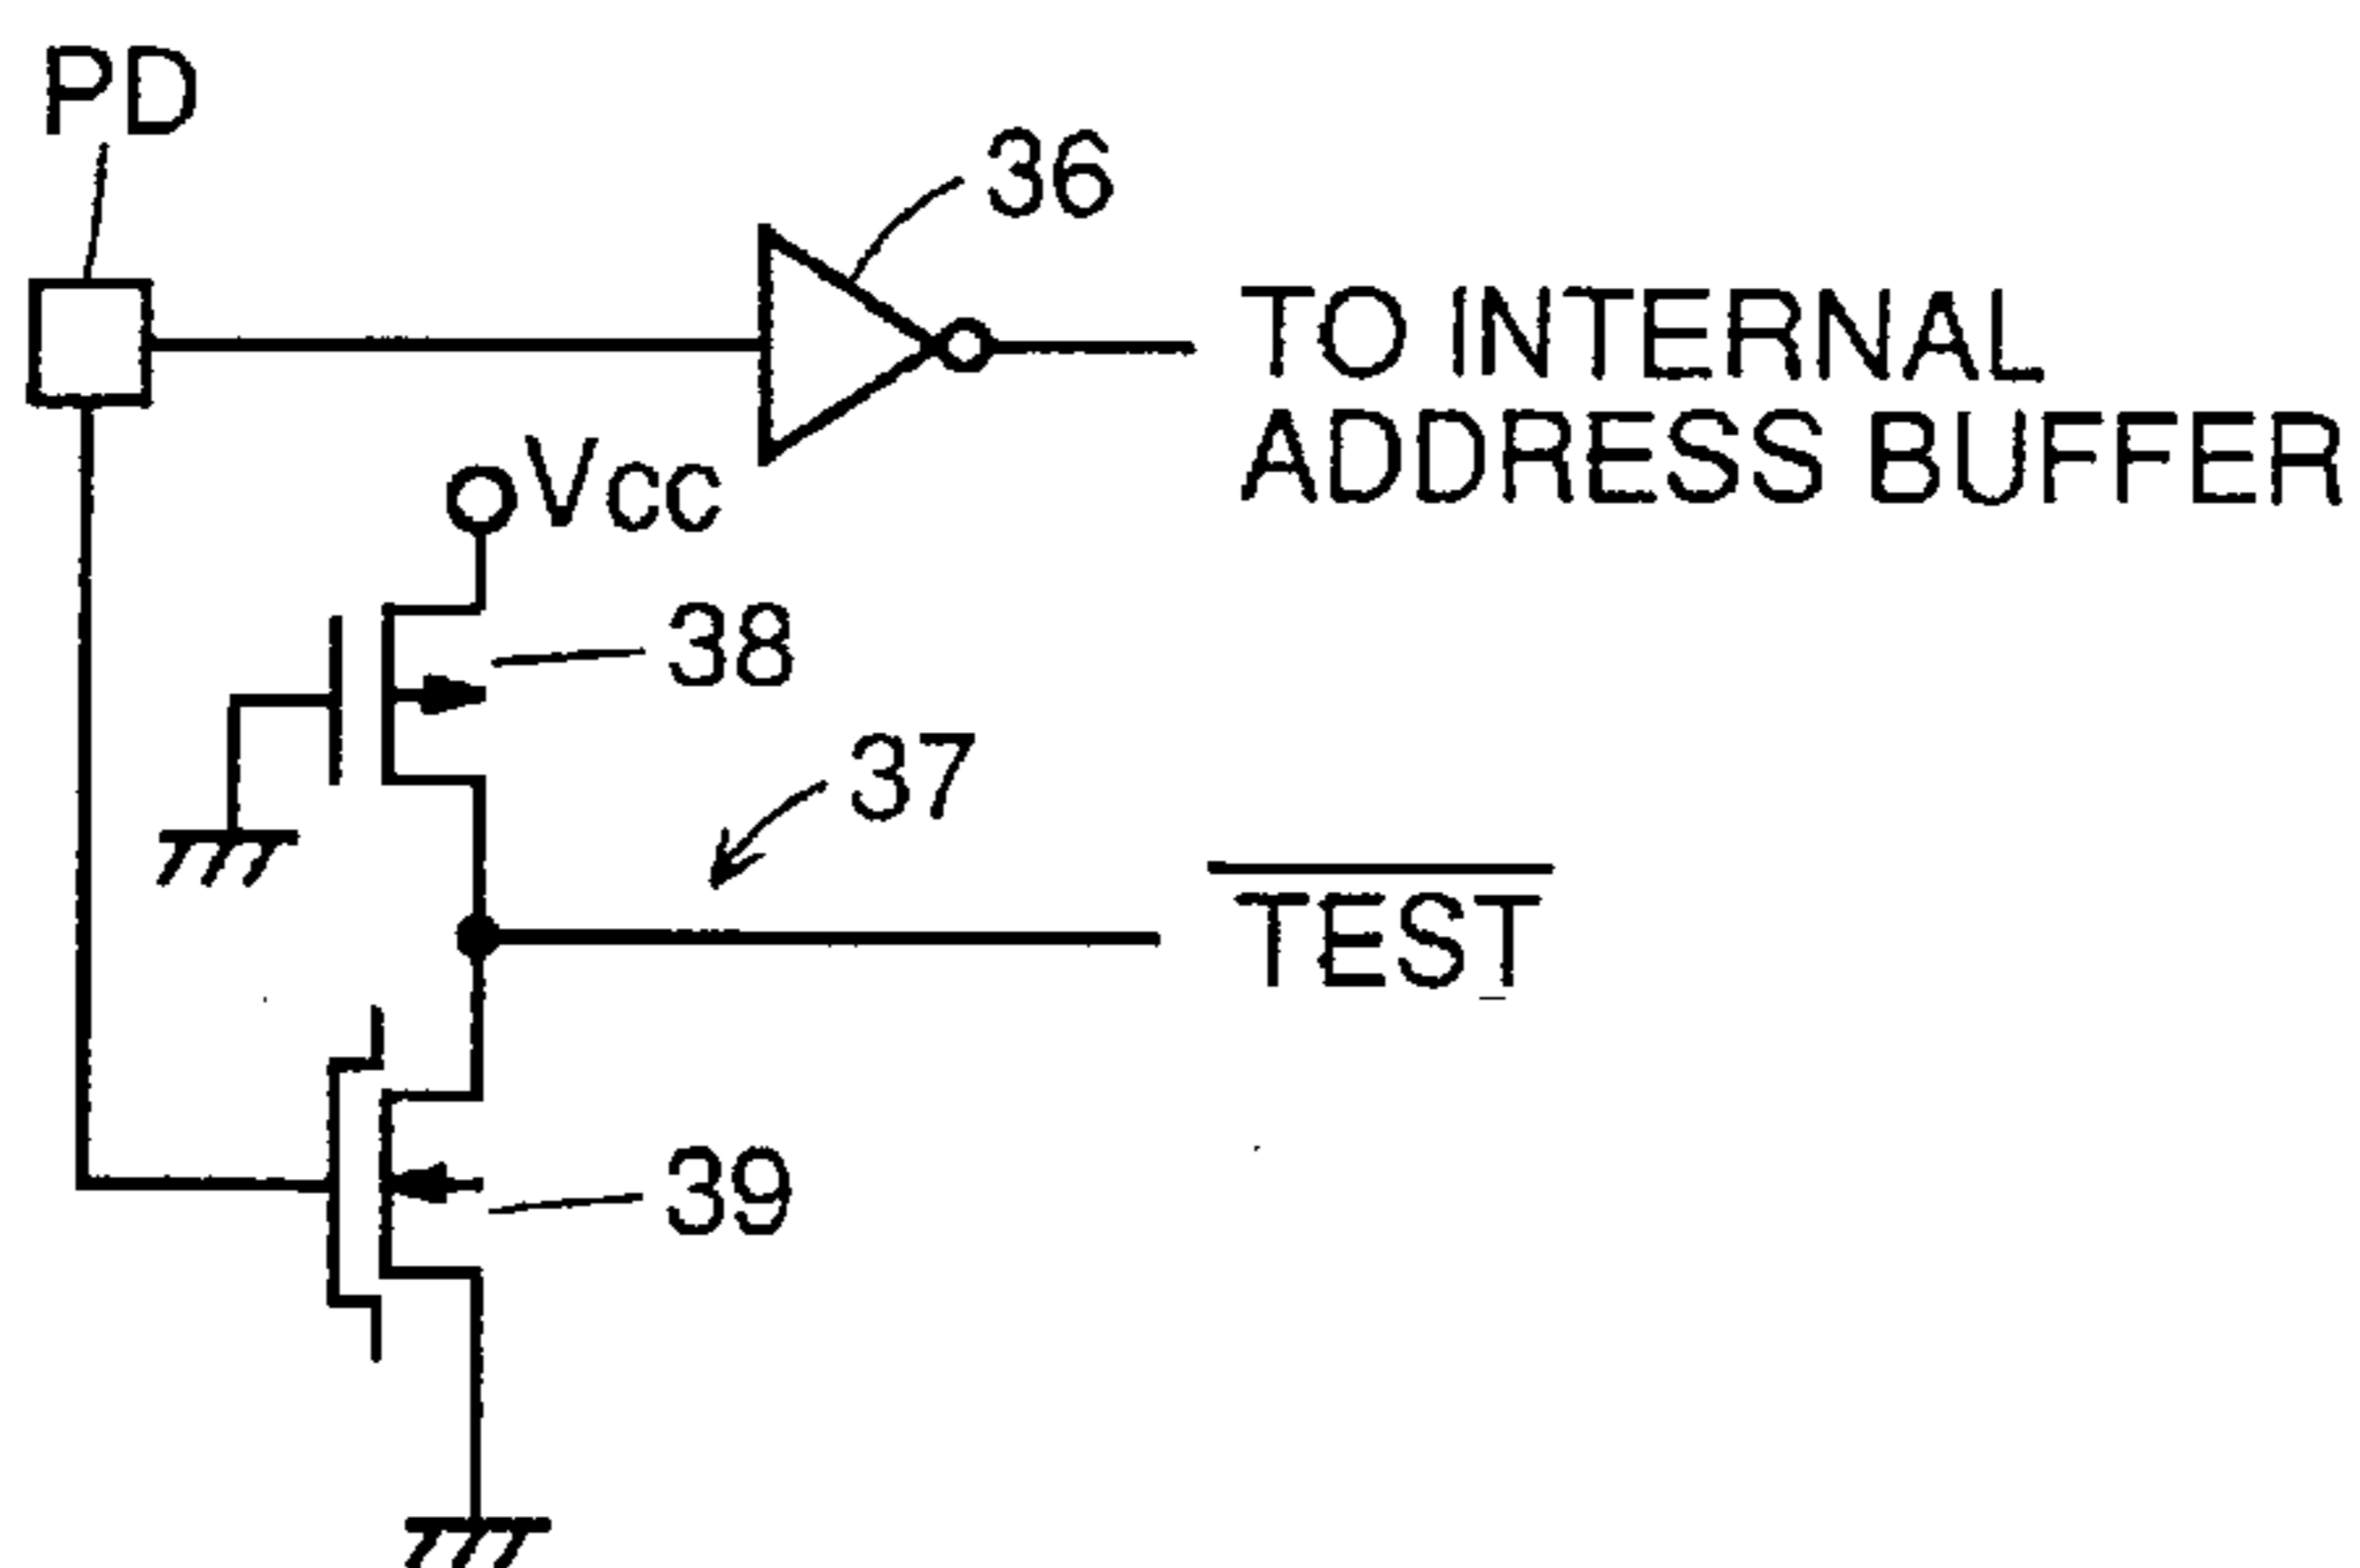 PD
36
TO INTERNAL
ADDRESS BUFFER
Vcc
38
37
TEST
39